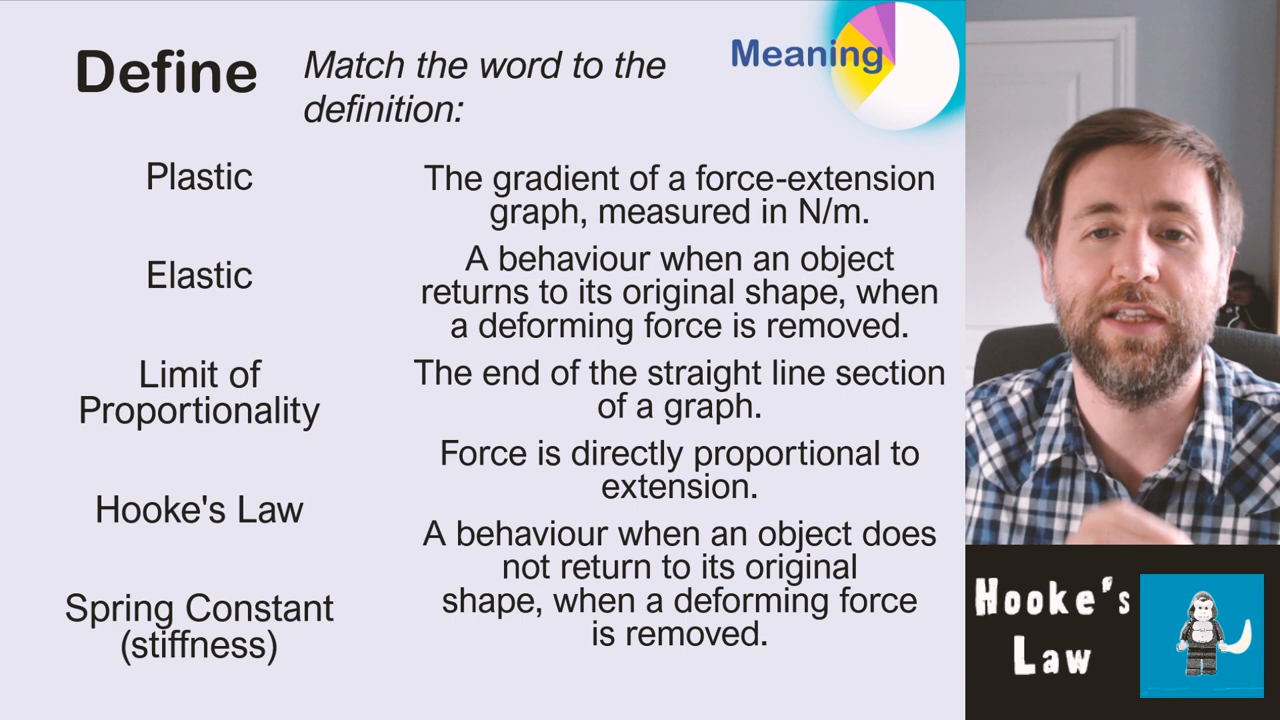 Define
Match the word to the
definition:
Meaning
Plastic
Elastic
Limit of
Proportionality
Hooke's Law
Spring Constant
(stiffness)
The gradient of a force-extension
graph, measured in N/m.
A behaviour when an object
returns to its original shape, when
a deforming force is removed.
The end of the straight line section
of a graph.
Force is directly proportional to
extension.
A behaviour when an object does
not return to its original
shape, when a deforming force
is removed.
Hooke's
Law